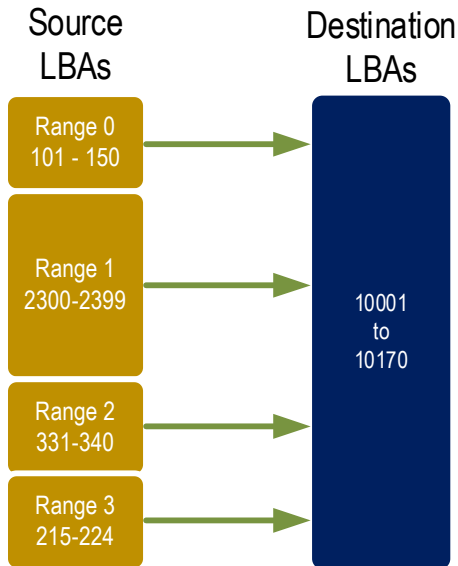 Source
LBAs
Destination
LBAs
Range 0
101 - 150
Range 1
2300-2399
Range 2
331-340
Range 3
215-224
10001
to
10170